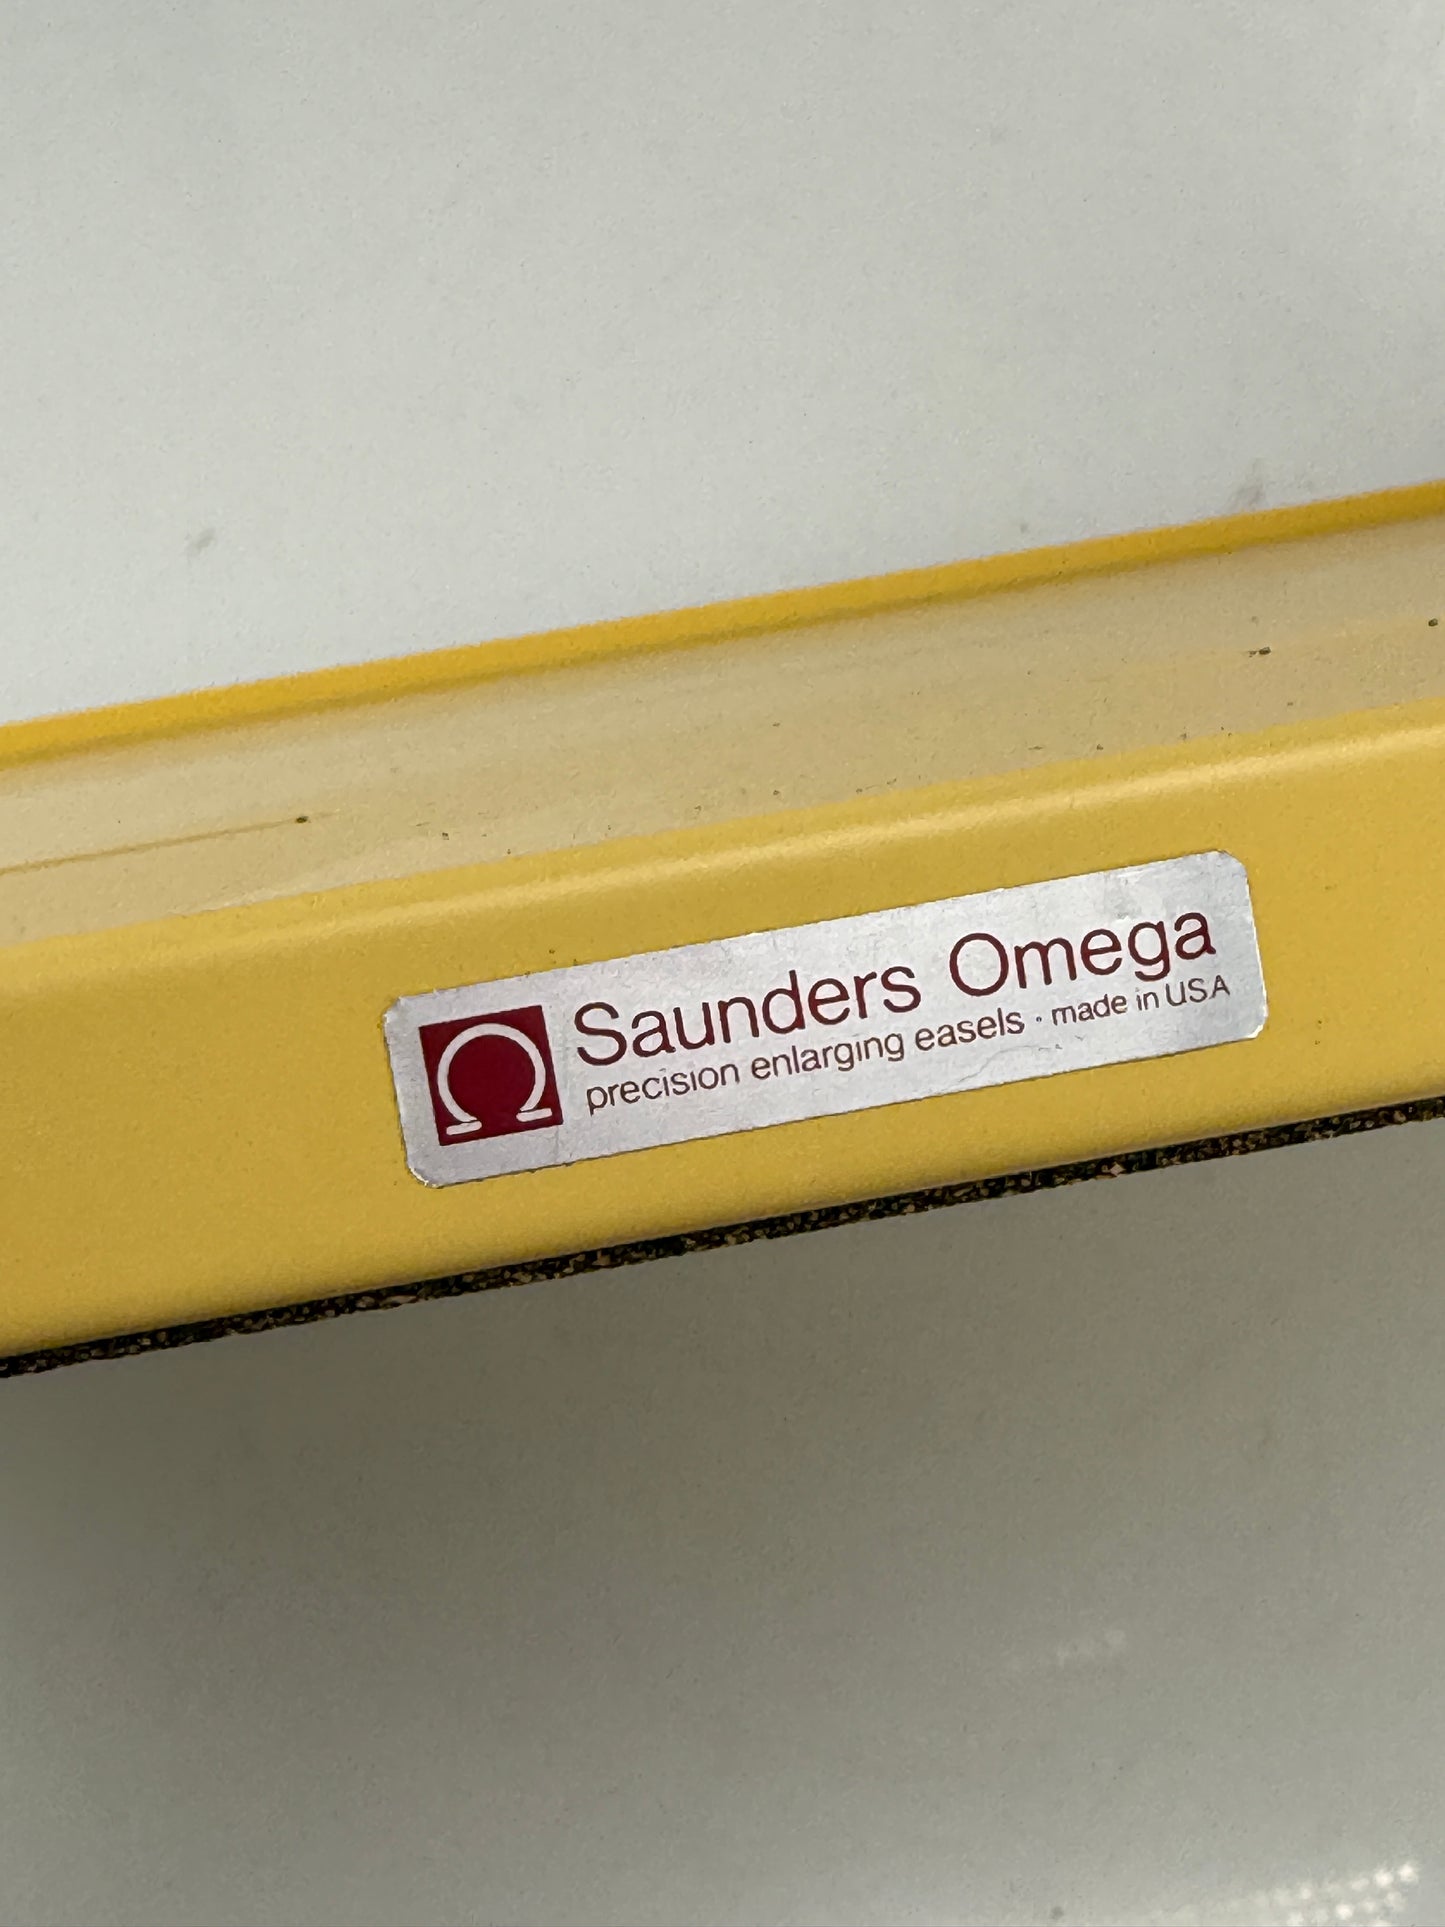 Ω
Saunders Omega
precision enlarging easels · made in USA